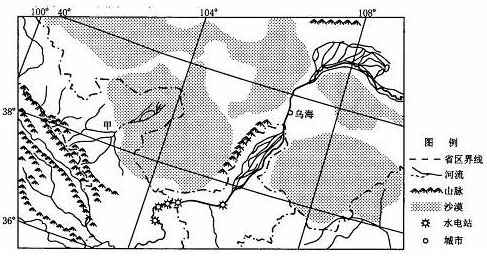 100° 40° 104° 108°
38°
36°
甲
乌海
图 例
省区界线
河流
山脉
沙漠
水电站
城市